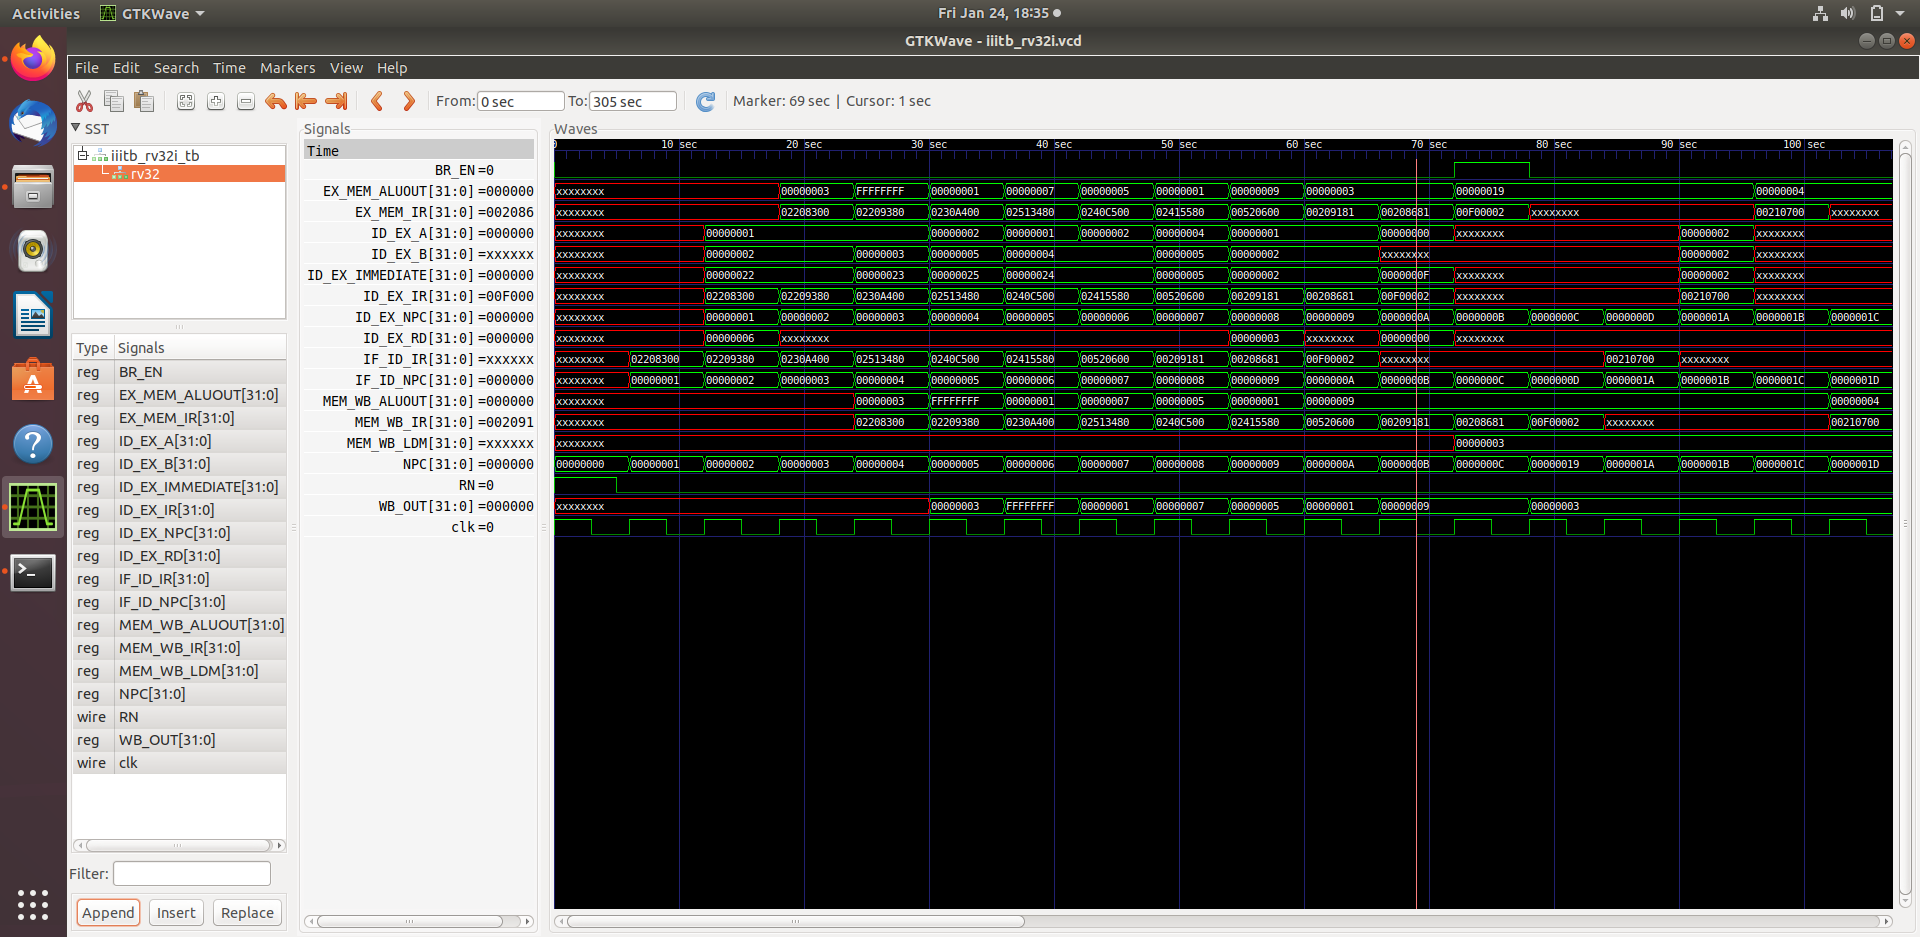 Activities GTKWave Fri Jan 24, 18:35
GTKWave - iiitb_rv32i.vcd
File Edit Search Time Markers View Help
From: 0 sec To: 305 sec Marker: 69 sec | Cursor: 1 sec
SST
iiitb_rv32i_tb
rv32
Type Signals
reg BR_EN
reg EX_MEM_ALUOUT[31:0]
reg EX_MEM_IR[31:0]
reg ID_EX_A[31:0]
reg ID_EX_B[31:0]
reg ID_EX_IMMEDIATE[31:0]
reg ID_EX_IR[31:0]
reg ID_EX_NPC[31:0]
reg ID_EX_RD[31:0]
reg IF_ID_IR[31:0]
reg IF_ID_NPC[31:0]
reg MEM_WB_ALUOUT[31:0]
reg MEM_WB_IR[31:0]
reg MEM_WB_LDM[31:0]
reg NPC[31:0]
wire RN
reg WB_OUT[31:0]
wire clk
Filter:
Append Insert Replace
Signals
Time
BR_EN=0
EX_MEM_ALUOUT[31:0]=000000
EX_MEM_IR[31:0]=002086
ID_EX_A[31:0]=000000
ID_EX_B[31:0]=xxxxxx
ID_EX_IMMEDIATE[31:0]=000000
ID_EX_IR[31:0]=00F000
ID_EX_NPC[31:0]=000000
ID_EX_RD[31:0]=000000
IF_ID_IR[31:0]=xxxxxx
IF_ID_NPC[31:0]=000000
MEM_WB_ALUOUT[31:0]=000000
MEM_WB_IR[31:0]=002091
MEM_WB_LDM[31:0]=xxxxxx
NPC[31:0]=000000
RN=0
WB_OUT[31:0]=000000
clk=0
Waves
0 10 sec 20 sec 30 sec 40 sec 50 sec 60 sec 70 sec 80 sec 90 sec 100 sec
xxxxxxxx 00000003 FFFFFFFF 00000001 00000007 00000005 00000001 00000009 00000003 00000019 00000004
xxxxxxxx 02208300 02209380 0230A400 02513480 0240C500 02415580 00520600 00209181 00208681 00F00002 xxxxxxxx 00210700 xxxxxxxx
xxxxxxxx 00000001 00000002 00000001 00000002 00000004 00000001 00000000 xxxxxxxx 00000002 xxxxxxxx
xxxxxxxx 00000002 00000003 00000005 00000004 00000005 00000002 xxxxxxxx 00000002 xxxxxxxx
xxxxxxxx 00000022 00000023 00000025 00000024 00000005 00000002 0000000F xxxxxxxx 00000002 xxxxxxxx
xxxxxxxx 02208300 02209380 0230A400 02513480 0240C500 02415580 00520600 00209181 00208681 00F00002 xxxxxxxx 00210700 xxxxxxxx
xxxxxxxx 00000001 00000002 00000003 00000004 00000005 00000006 00000007 00000008 00000009 0000000A 0000000B 0000000C 0000000D 0000001A 0000001B 0000001C
xxxxxxxx 00000006 xxxxxxxx 00000003 xxxxxxxx 00000000 xxxxxxxx
xxxxxxxx 02208300 02209380 0230A400 02513480 0240C500 02415580 00520600 00209181 00208681 00F00002 xxxxxxxx 00210700 xxxxxxxx
xxxxxxxx 00000001 00000002 00000003 00000004 00000005 00000006 00000007 00000008 00000009 0000000A 0000000B 0000000C 0000000D 0000001A 0000001B 0000001C 0000001D
xxxxxxxx 00000003 FFFFFFFF 00000001 00000007 00000005 00000001 00000009 00000004
xxxxxxxx 02208300 02209380 0230A400 02513480 0240C500 02415580 00520600 00209181 00208681 00F00002 xxxxxxxx 00210700
xxxxxxxx 00000003
00000000 00000001 00000002 00000003 00000004 00000005 00000006 00000007 00000008 00000009 0000000A 0000000B 0000000C 00000019 0000001A 0000001B 0000001C 0000001D
xxxxxxxx 00000003 FFFFFFFF 00000001 00000007 00000005 00000001 00000009 00000003